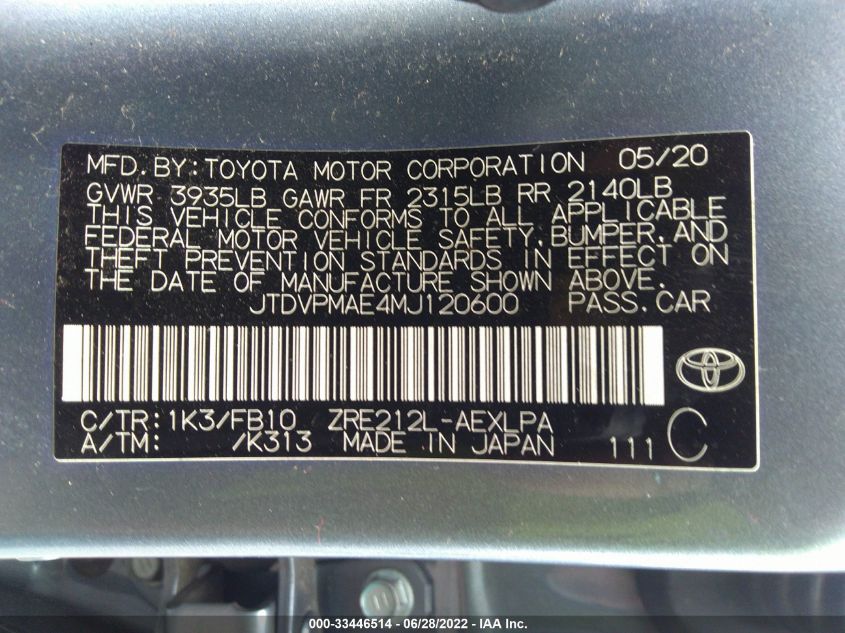 MFD.BY:TOYOTA MOTOR CORPORATION 05/20
GVWR 3935LB GAWR FR 2315LB RR 2140LB
THIS VEHICLE CONFORMS TO ALL APPLICABLE
FEDERAL MOTOR VEHICLE SAFETY,BUMPER,AND
THEFT PREVENTION STANDARDS IN EFFECT ON
THE DATE OF MANUFACTURE SHOWN ABOVE.
JTDVPMAE4MJ120600 PASS.CAR
C/TR:1K3/FB10 ZRE212L-AEXLPA
A/TM: /K313 MADE IN JAPAN 111 C
000-33446514 - 06/28/2022 - IAA Inc.